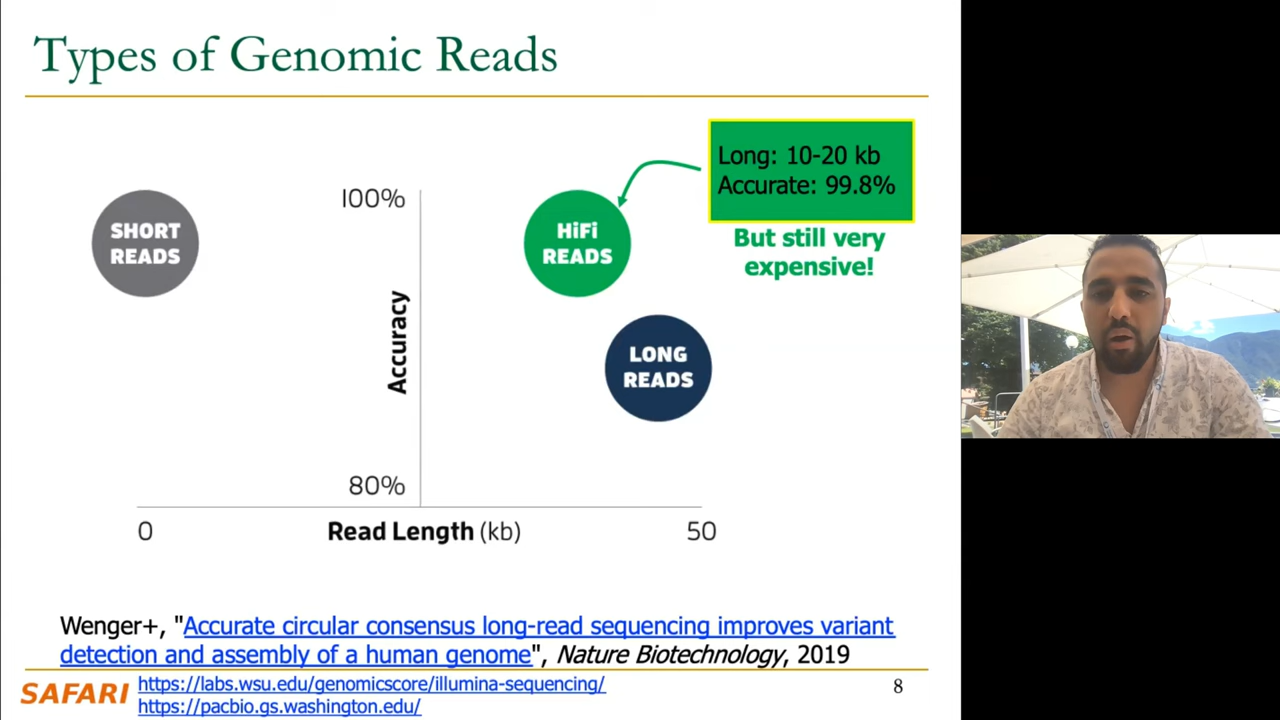 Types of Genomic Reads
Long: 10-20 kb
Accurate: 99.8%
But still very
expensive!
100%
SHORT
READS
HiFi
READS
Accuracy
LONG
READS
80%
0
Read Length (kb)
50
Wenger+, "Accurate circular consensus long-read sequencing improves variant
detection and assembly of a human genome", Nature Biotechnology, 2019
SAFARI
https://labs.wsu.edu/genomicscore/illumina-sequencing/
https://pacbio.gs.washington.edu/
8